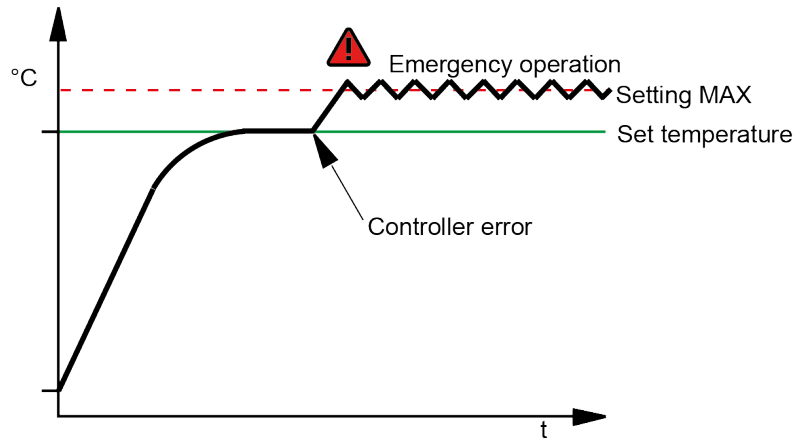 Emergency operation
°C
Setting MAX
Set temperature
Controller error
t